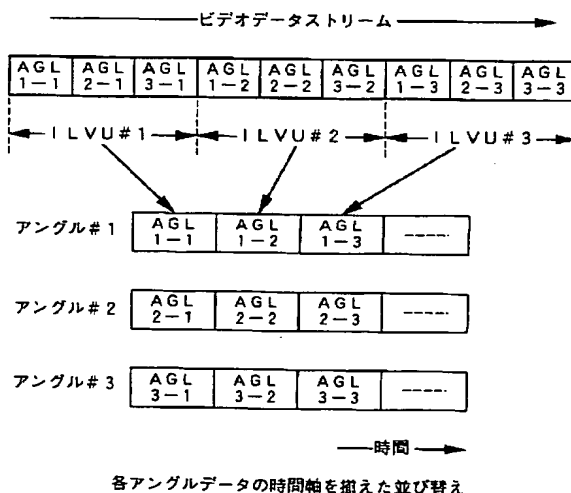 ビデオデータストリーム
AGL AGL AGL AGL AGL AGL AGL AGL AGL
1−1 2−1 3−1 1−2 2−2 3−2 1−3 2−3 3−3
ILVU#1 ILVU#2 ILVU#3
アングル#1
AGL AGL AGL
1−1 1−2 1−3
アングル#2
AGL AGL AGL
2−1 2−2 2−3
アングル#3
AGL AGL AGL
3−1 3−2 3−3
時間
各アングルデータの時間軸を揃えた並び替え